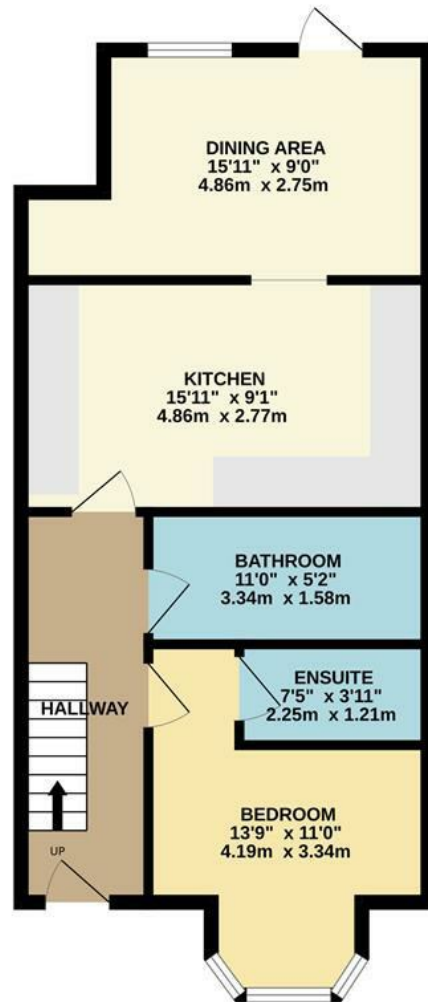 DINING AREA
15'11" x 9'0"
4.86m x 2.75m
KITCHEN
15'11" x 9'1"
4.86m x 2.77m
BATHROOM
11'0" x 5'2"
3.34m x 1.58m
ENSUITE
7'5" x 3'11"
2.25m x 1.21m
HALLWAY
BEDROOM
13'9" x 11'0"
4.19m x 3.34m
UP